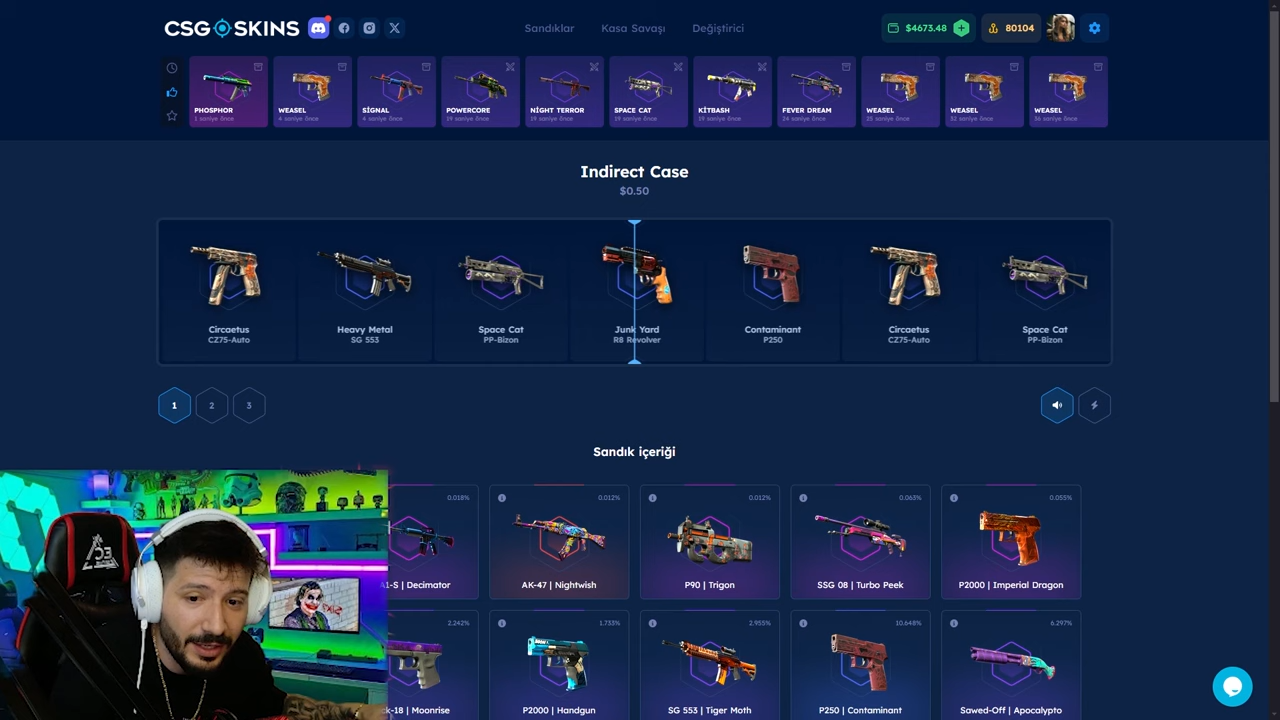 CSG SKINS
Sandıklar
Kasa Savaşı
Değiştirici
$4673.48
80104
PHOSPHOR
1 saniye önce
WEASEL
4 saniye önce
SİGNAL
4 saniye önce
POWERCORE
19 saniye önce
NİGHT TERROR
19 saniye önce
SPACE CAT
19 saniye önce
KİTBASH
19 saniye önce
FEVER DREAM
24 saniye önce
WEASEL
25 saniye önce
WEASEL
32 saniye önce
WEASEL
36 saniye önce
Indirect Case
$0.50
Circaetus
CZ75-Auto
Heavy Metal
SG 553
Space Cat
PP-Bizon
Junk Yard
R8 Revolver
Contaminant
P250
Circaetus
CZ75-Auto
Space Cat
PP-Bizon
1
2
3
Sandık içeriği
0.018%
A1-S | Decimator
0.012%
AK-47 | Nightwish
0.012%
P90 | Trigon
0.063%
SSG 08 | Turbo Peek
0.055%
P2000 | Imperial Dragon
2.242%
ck-18 | Moonrise
1.733%
P2000 | Handgun
2.955%
SG 553 | Tiger Moth
10.648%
P250 | Contaminant
6.297%
Sawed-Off | Apocalypto